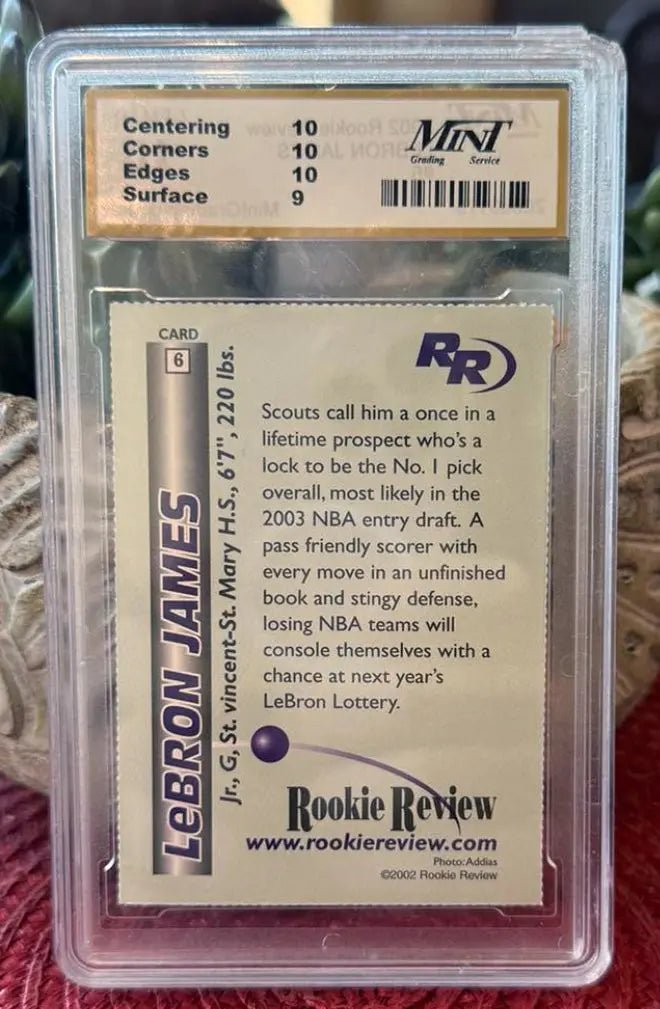 Centering 10
Corners 10
Edges 10
Surface 9
MINT
Grading Service
CARD
6
RR
LeBRON JAMES
Jr., G, St. vincent-St. Mary H.S., 6'7", 220 lbs.
Scouts call him a once in a
lifetime prospect who's a
lock to be the No. 1 pick
overall, most likely in the
2003 NBA entry draft. A
pass friendly scorer with
every move in an unfinished
book and stingy defense,
losing NBA teams will
console themselves with a
chance at next year's
LeBron Lottery.
Rookie Review
www.rookiereview.com
Photo: Addias
©2002 Rookie Review